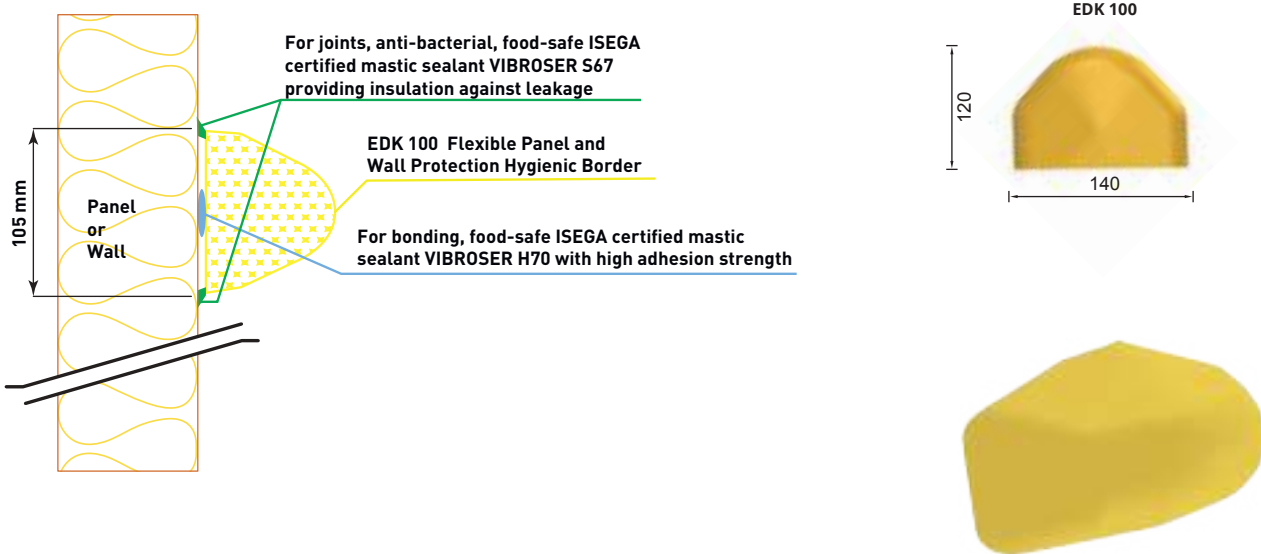 For joints, anti-bacterial, food-safe ISEGA
certified mastic sealant VIBROSER S67
providing insulation against leakage
EDK 100 Flexible Panel and
Wall Protection Hygienic Border
105 mm
Panel
or
Wall
For bonding, food-safe ISEGA certified mastic
sealant VIBROSER H70 with high adhesion strength
EDK 100
120
140